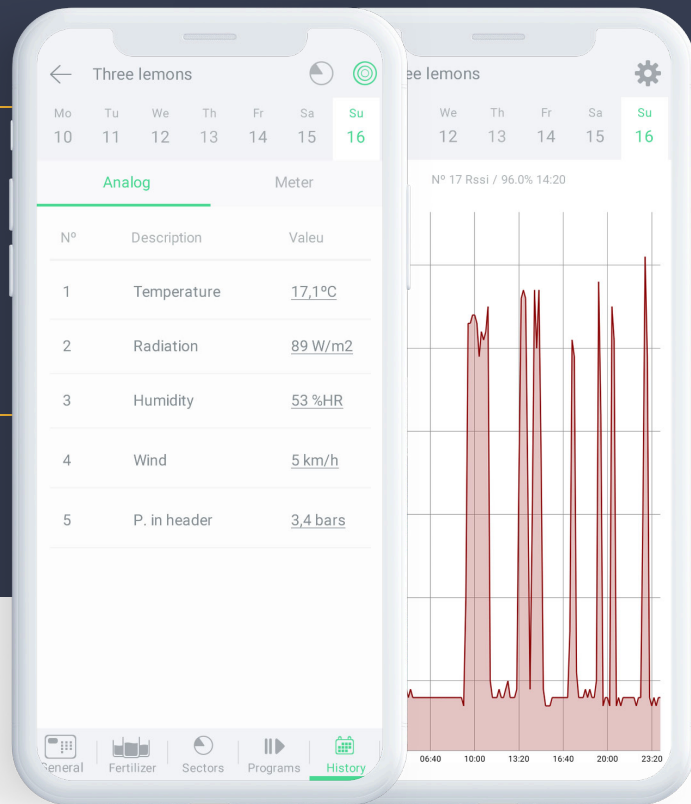 Three lemons
Mo Tu We Th Fr Sa Su
10 11 12 13 14 15 16
Analog Meter
Nº Description Valeu
1 Temperature 17,1ºC
2 Radiation 89 W/m2
3 Humidity 53 %HR
4 Wind 5 km/h
5 P. in header 3,4 bars
General Fertilizer Sectors Programs History
ee lemons
We Th Fr Sa Su
12 13 14 15 16
Nº 17 Rssi / 96.0% 14:20
06:40 10:00 13:20 16:40 20:00 23:20